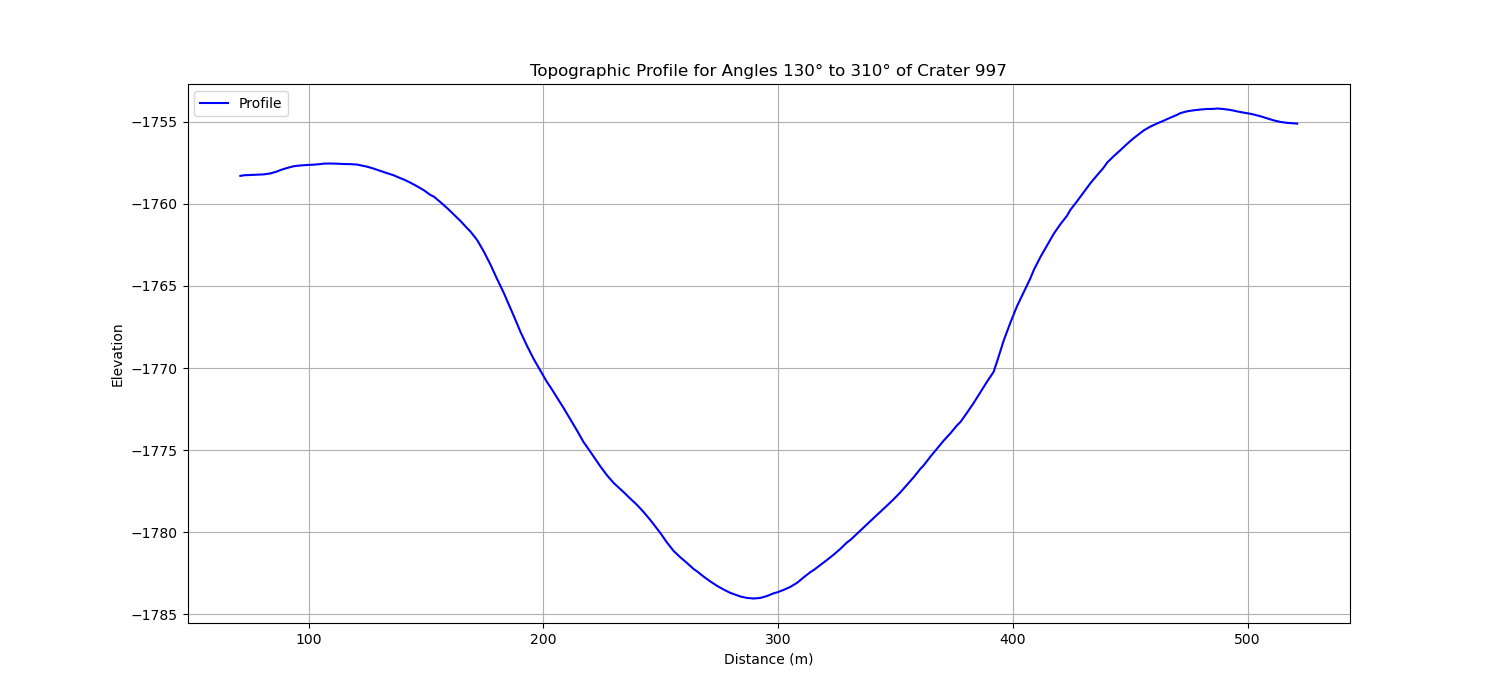 Topographic Profile for Angles 130° to 310° of Crater 997
Profile
−1755
−1760
−1765
−1770
−1775
−1780
−1785
Elevation
100 200 300 400 500
Distance (m)